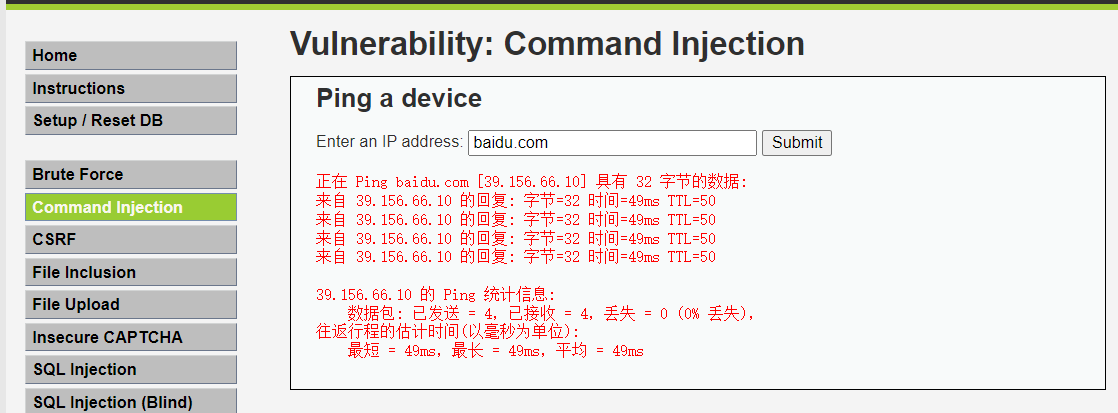 Home
Instructions
Setup / Reset DB
Brute Force
Command Injection
CSRF
File Inclusion
File Upload
Insecure CAPTCHA
SQL Injection
SQL Injection (Blind)
Vulnerability: Command Injection
Ping a device
Enter an IP address: baidu.com Submit
正在 Ping baidu.com [39.156.66.10] 具有 32 字节的数据:
来自 39.156.66.10 的回复: 字节=32 时间=49ms TTL=50
来自 39.156.66.10 的回复: 字节=32 时间=49ms TTL=50
来自 39.156.66.10 的回复: 字节=32 时间=49ms TTL=50
来自 39.156.66.10 的回复: 字节=32 时间=49ms TTL=50
39.156.66.10 的 Ping 统计信息:
数据包: 已发送 = 4，已接收 = 4，丢失 = 0 (0% 丢失)，
往返行程的估计时间(以毫秒为单位):
最短 = 49ms，最长 = 49ms，平均 = 49ms